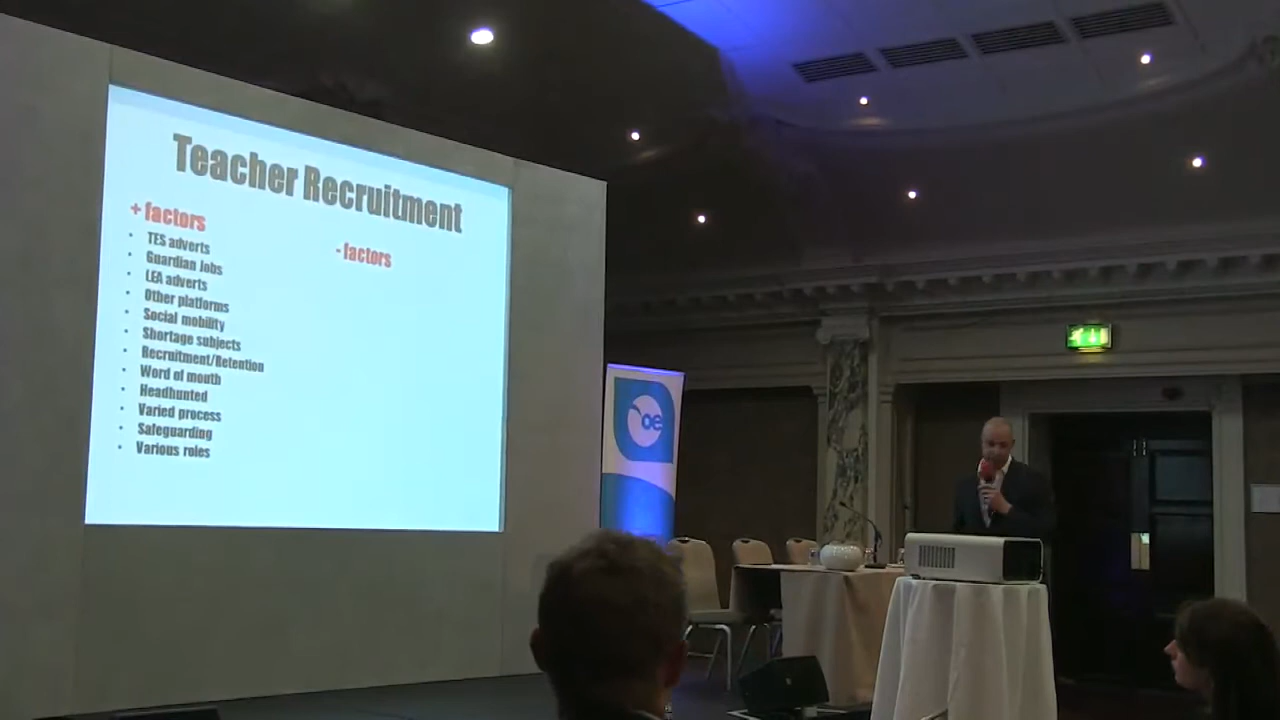 Teacher Recruitment
+ factors
• TES adverts
• Guardian Jobs
• LEA adverts
• Other platforms
• Social mobility
• Shortage subjects
• Recruitment/Retention
• Word of mouth
• Headhunted
• Varied process
• Safeguarding
• Various roles
- factors
oe